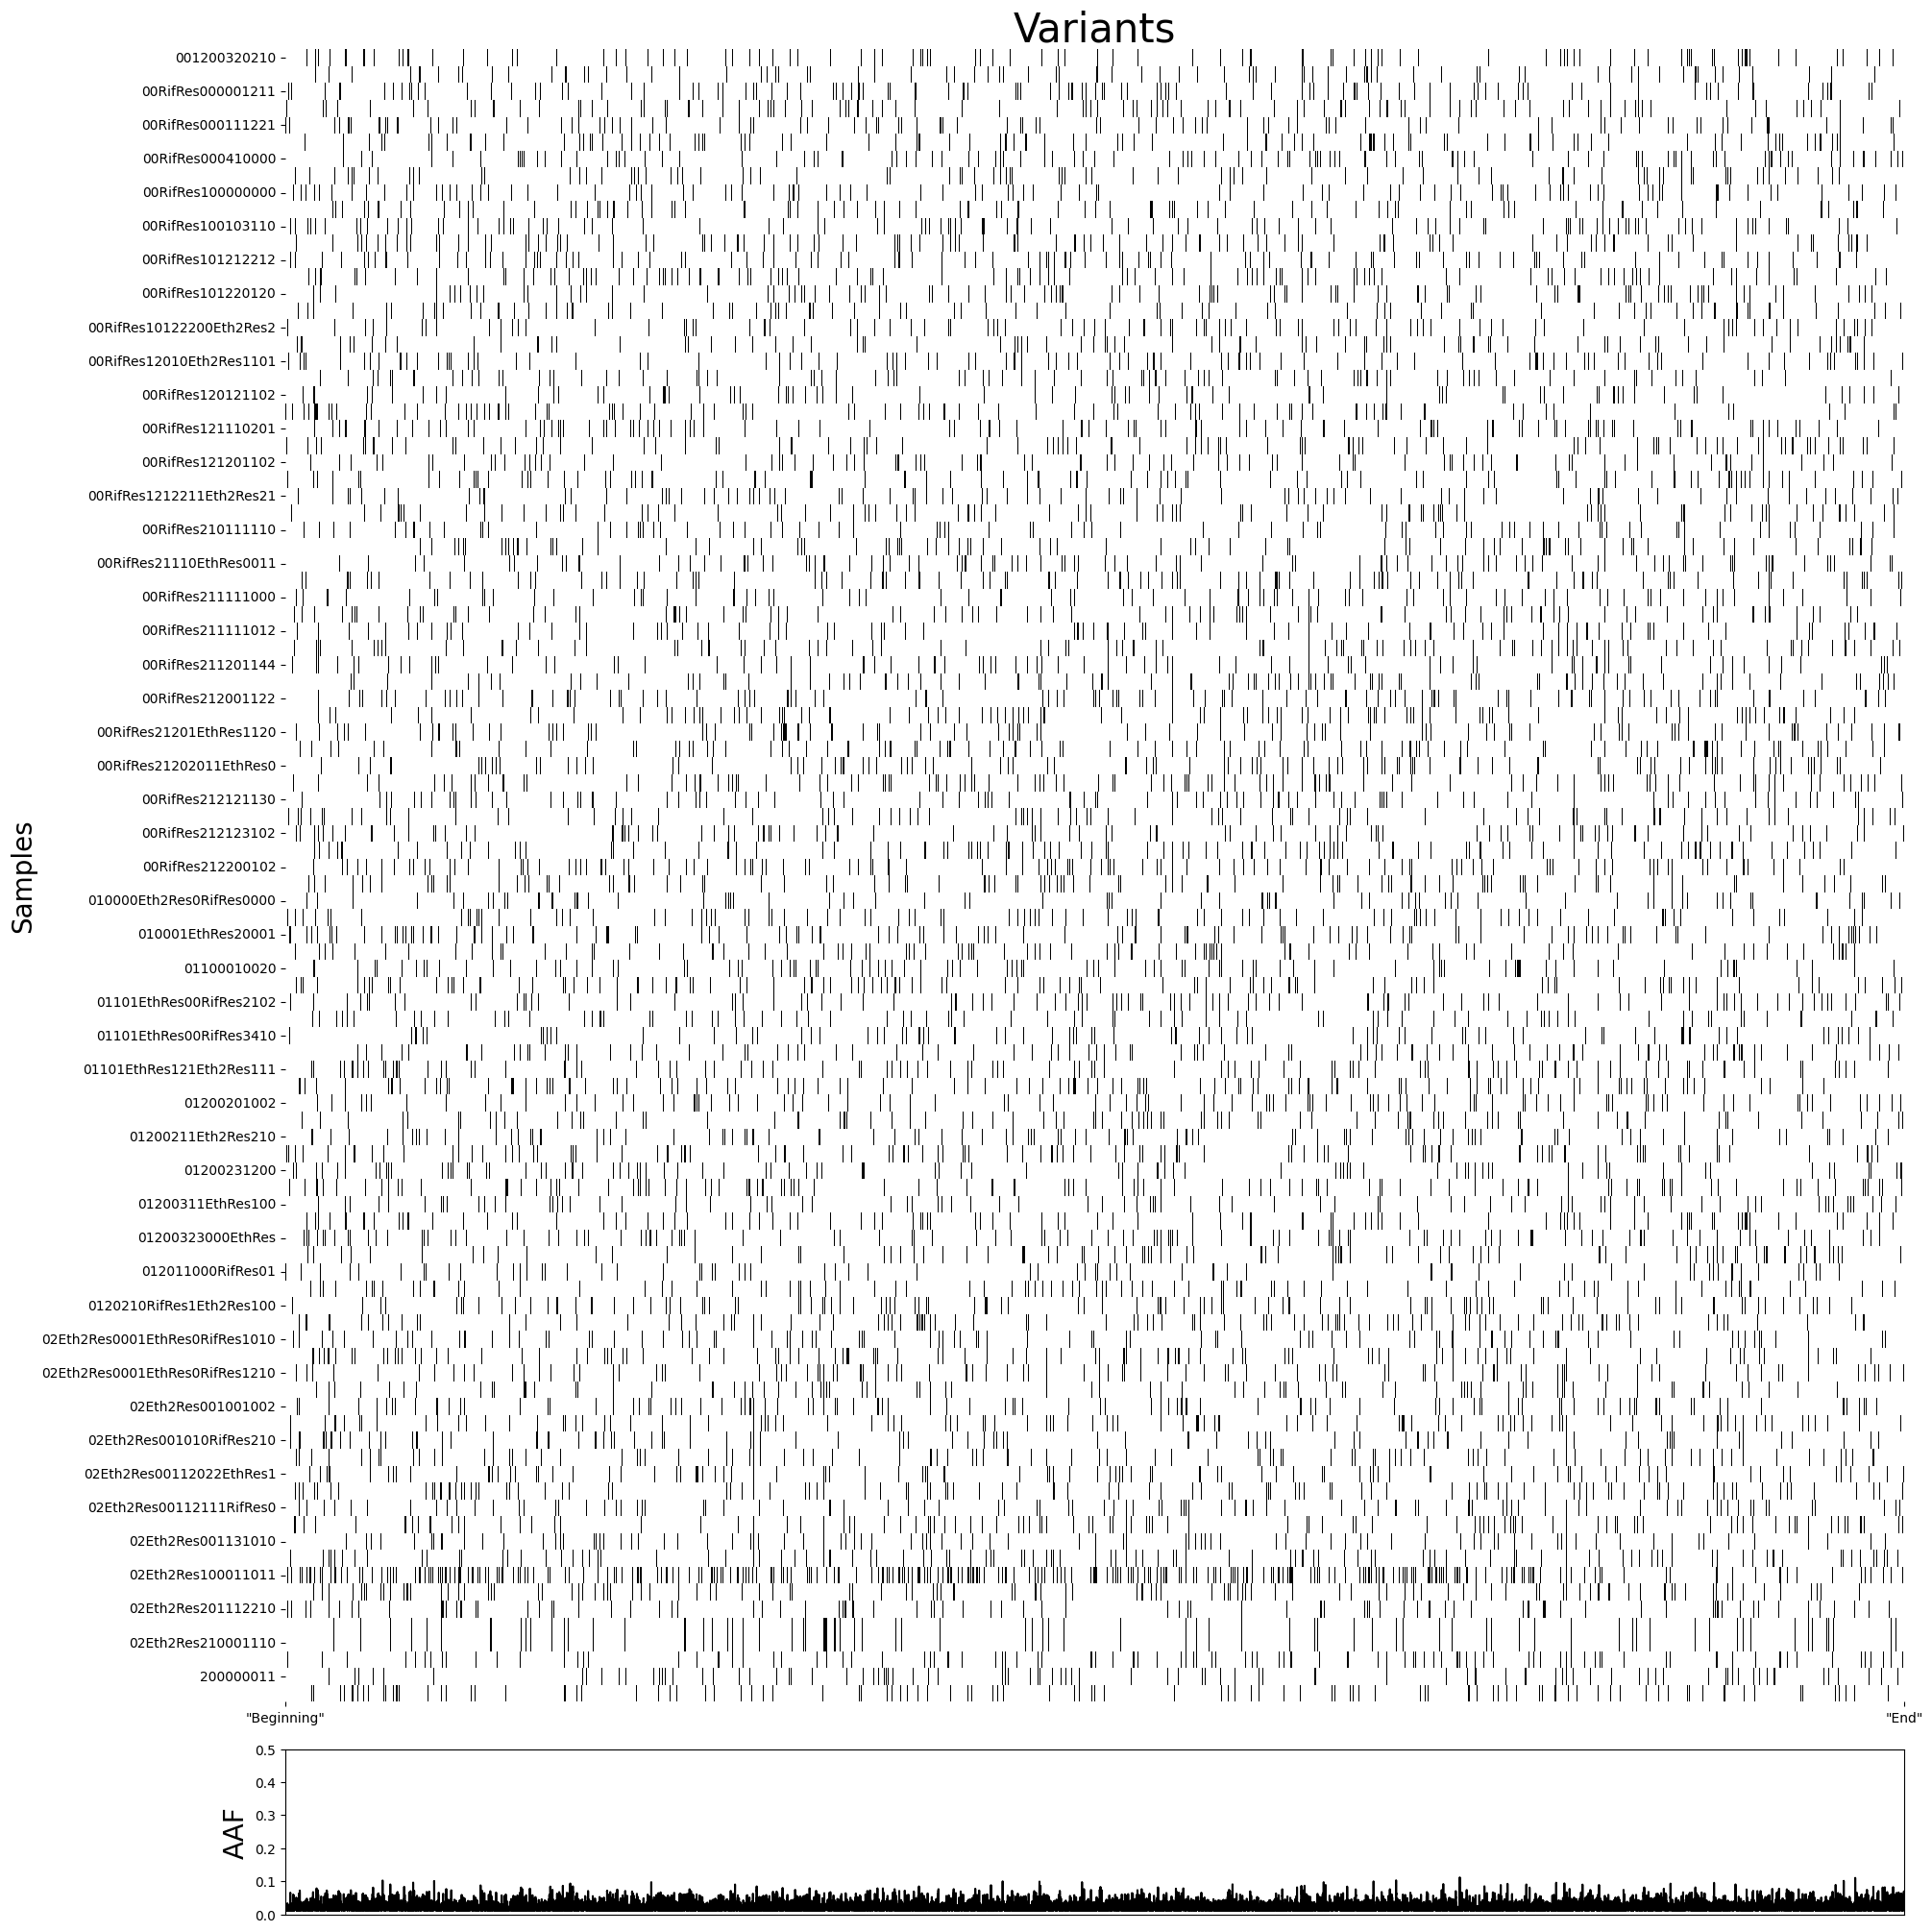 Variants
Samples
001200320210
00RifRes000001211
00RifRes000111221
00RifRes000410000
00RifRes100000000
00RifRes100103110
00RifRes101212212
00RifRes101220120
00RifRes10122200Eth2Res2
00RifRes12010Eth2Res1101
00RifRes120121102
00RifRes121110201
00RifRes121201102
00RifRes1212211Eth2Res21
00RifRes210111110
00RifRes21110EthRes0011
00RifRes211111000
00RifRes211111012
00RifRes211201144
00RifRes212001122
00RifRes21201EthRes1120
00RifRes21202011EthRes0
00RifRes212121130
00RifRes212123102
00RifRes212200102
010000Eth2Res0RifRes0000
010001EthRes20001
01100010020
01101EthRes00RifRes2102
01101EthRes00RifRes3410
01101EthRes121Eth2Res111
01200201002
01200211Eth2Res210
01200231200
01200311EthRes100
01200323000EthRes
012011000RifRes01
0120210RifRes1Eth2Res100
02Eth2Res0001EthRes0RifRes1010
02Eth2Res0001EthRes0RifRes1210
02Eth2Res001001002
02Eth2Res001010RifRes210
02Eth2Res00112022EthRes1
02Eth2Res00112111RifRes0
02Eth2Res001131010
02Eth2Res100011011
02Eth2Res201112210
02Eth2Res210001110
200000011
"Beginning" "End"
AAF
0.5
0.4
0.3
0.2
0.1
0.0